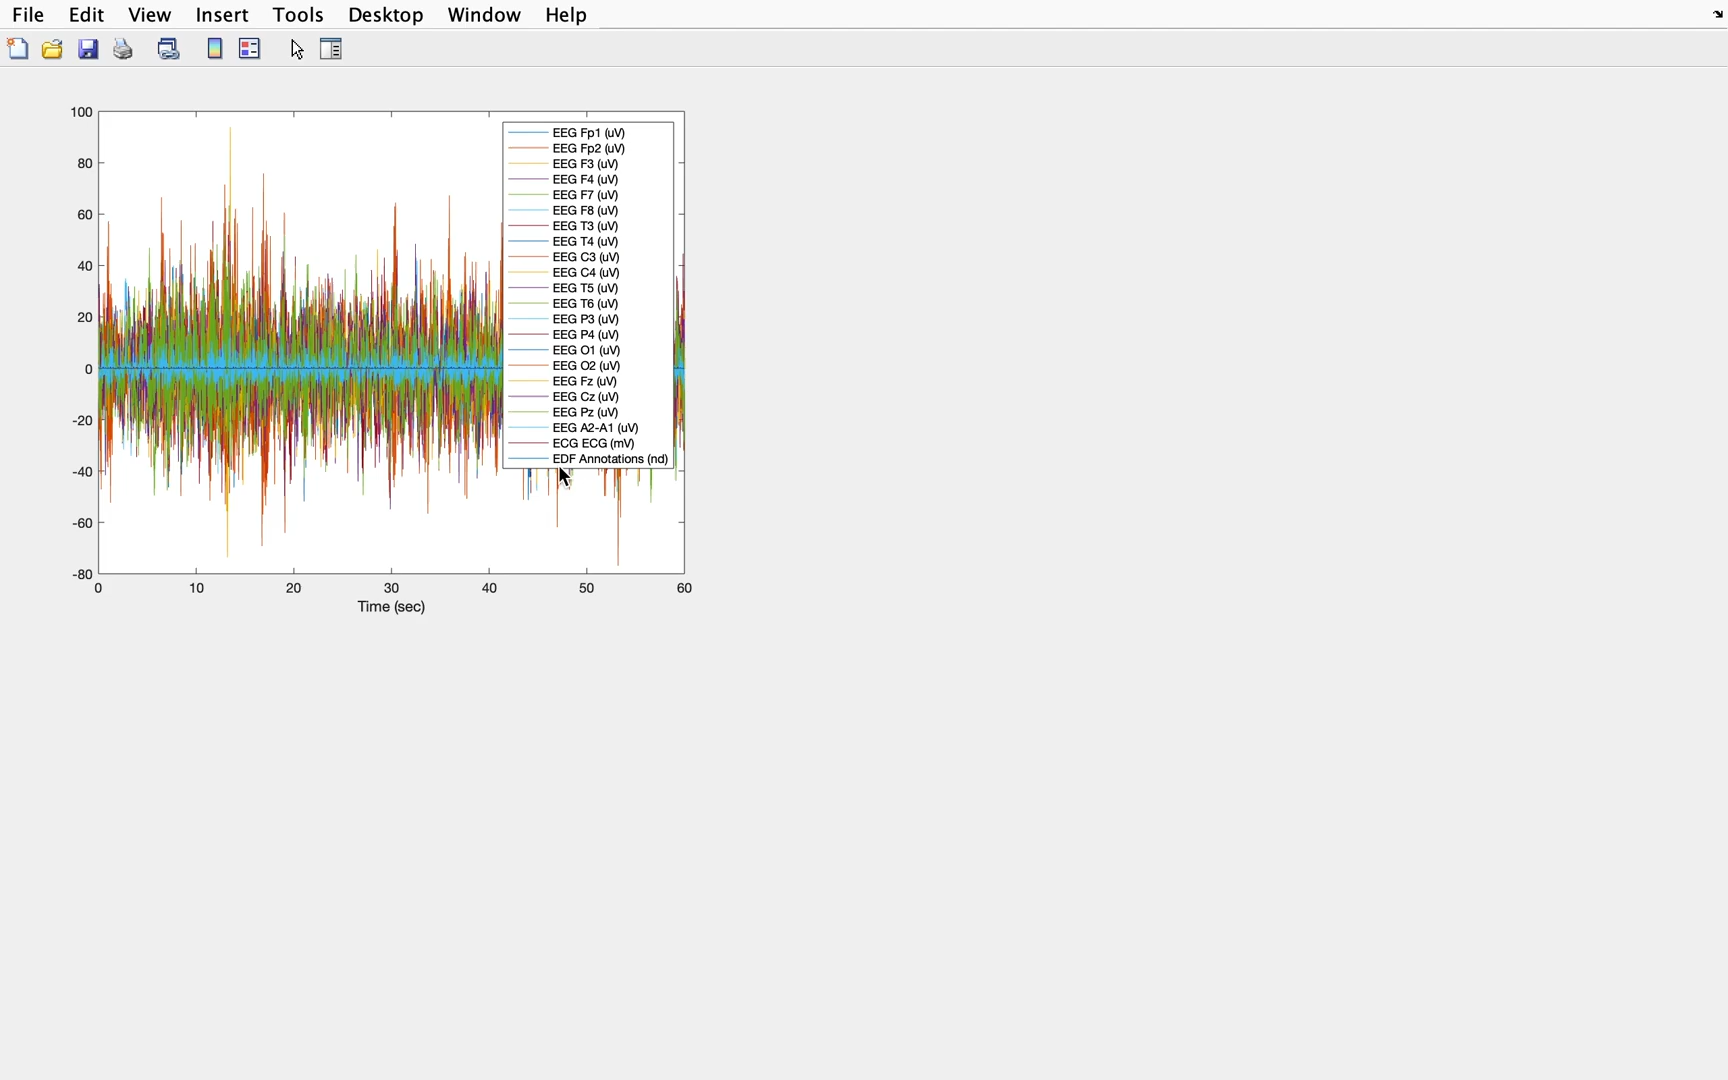 File Edit View Insert Tools Desktop Window Help
100
80
60
40
20
0
-20
-40
-60
-80
EEG Fp1 (uV)
EEG Fp2 (uV)
EEG F3 (uV)
EEG F4 (uV)
EEG F7 (uV)
EEG F8 (uV)
EEG T3 (uV)
EEG T4 (uV)
EEG C3 (uV)
EEG C4 (uV)
EEG T5 (uV)
EEG T6 (uV)
EEG P3 (uV)
EEG P4 (uV)
EEG O1 (uV)
EEG O2 (uV)
EEG Fz (uV)
EEG Cz (uV)
EEG Pz (uV)
EEG A2-A1 (uV)
ECG ECG (mV)
EDF Annotations (nd)
0 10 20 30 40 50 60
Time (sec)